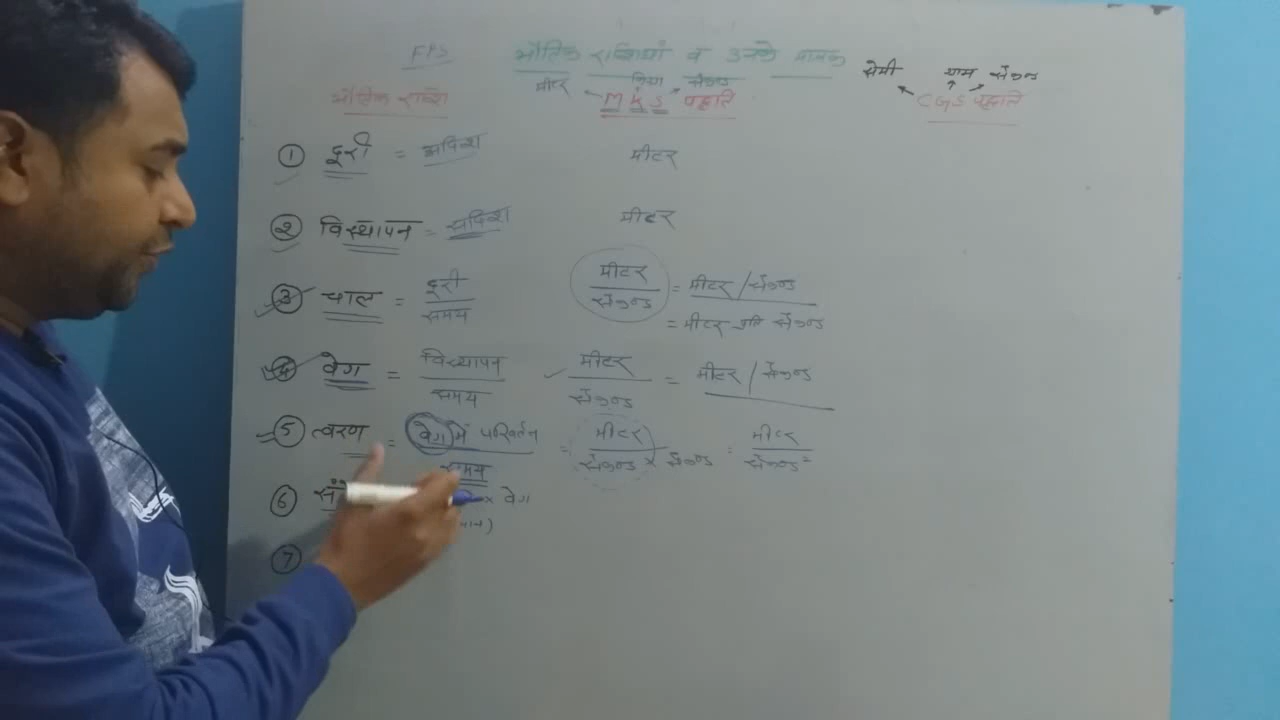 FPS भौतिक राशियां व उनके मात्रक
मीटर किग्रा सेकण्ड सेमी ग्राम सेकण्ड
भौतिक राशि MKS पद्धति CGS पद्धति
① दूरी = अदिश मीटर
② विस्थापन = सदिश मीटर
③ चाल = दूरी / समय मीटर / सेकण्ड = मीटर / सेकण्ड
= मीटर प्रति सेकण्ड
④ वेग = विस्थापन / समय मीटर / सेकण्ड = मीटर / सेकण्ड
⑤ त्वरण = वेग में परिवर्तन / समय = मीटर / सेकण्ड × सेकण्ड = मीटर / सेकण्ड²
⑥ × वेग
⑦